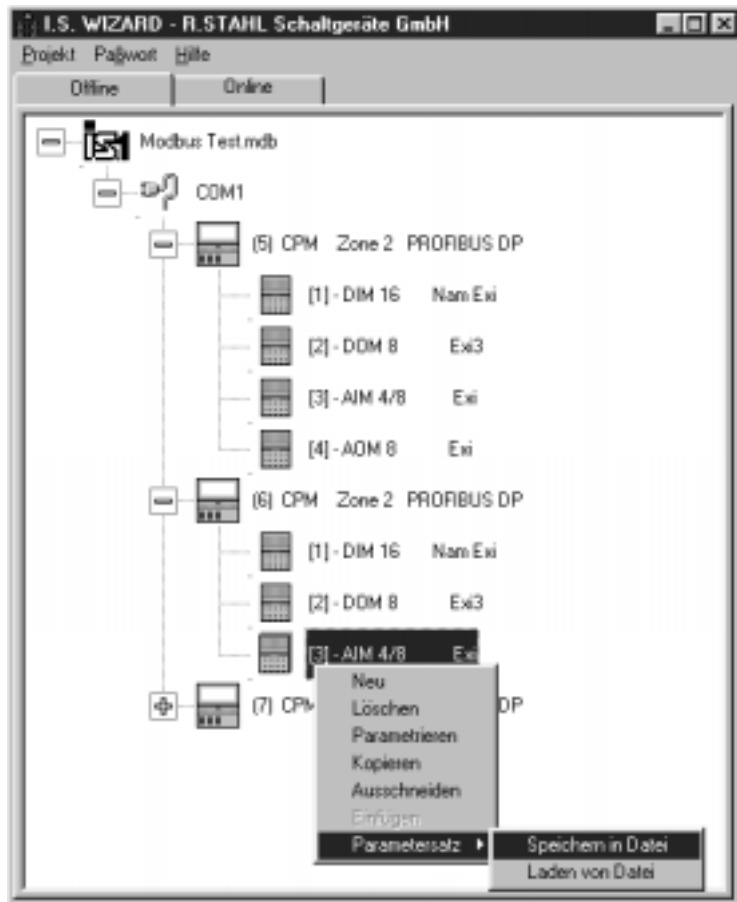 I.S. WIZARD - R.STAHL Schaltgeräte GmbH
Projekt Paßwort Hilfe
Offline Online
IS1 Modbus Test.mdb
COM1
(5) CPM Zone 2 PROFIBUS DP
[1] - DIM 16 Nam Exi
[2] - DOM 8 Exi3
[3] - AIM 4/8 Exi
[4] - AOM 8 Exi
(6) CPM Zone 2 PROFIBUS DP
[1] - DIM 16 Nam Exi
[2] - DOM 8 Exi3
[3] - AIM 4/8 Exi
Neu
(7) CPM DP
Löschen
Parametrieren
Kopieren
Ausschneiden
Einfügen
Parametersatz Speichern in Datei
Laden von Datei